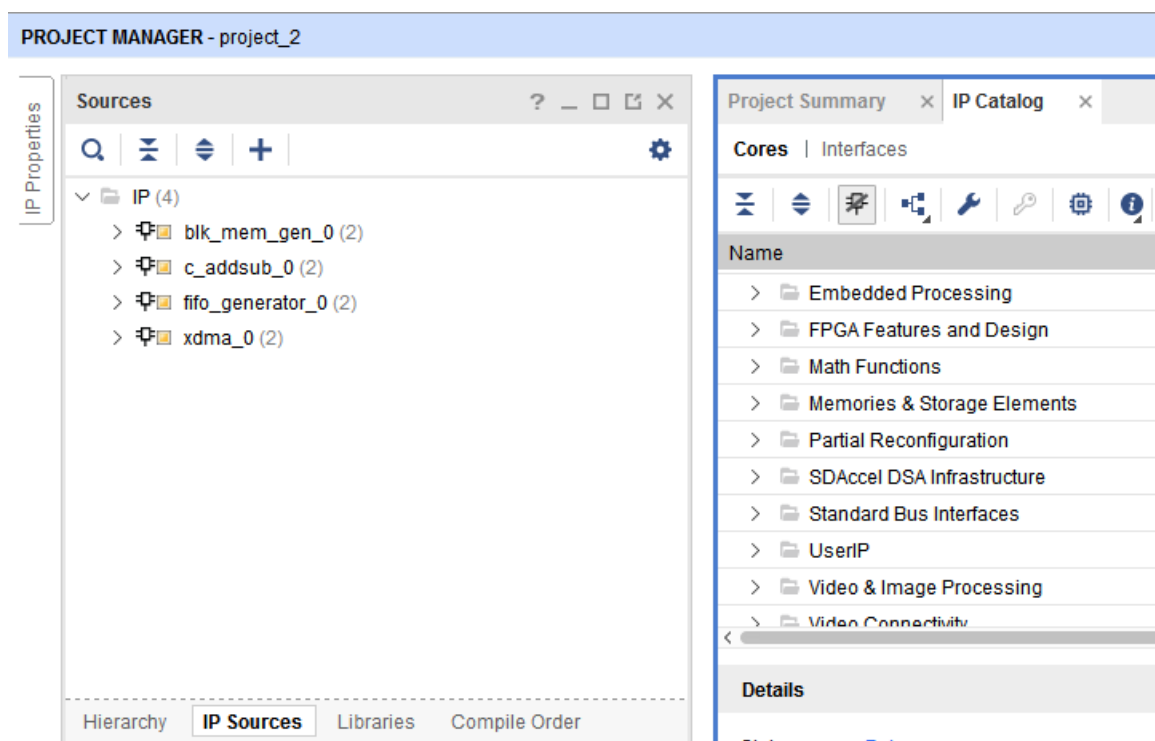 PROJECT MANAGER - project_2
IP Properties
Sources
IP (4)
blk_mem_gen_0 (2)
c_addsub_0 (2)
fifo_generator_0 (2)
xdma_0 (2)
Hierarchy IP Sources Libraries Compile Order
Project Summary IP Catalog
Cores | Interfaces
Name
Embedded Processing
FPGA Features and Design
Math Functions
Memories & Storage Elements
Partial Reconfiguration
SDAccel DSA Infrastructure
Standard Bus Interfaces
UserIP
Video & Image Processing
Video Connectivity
Details